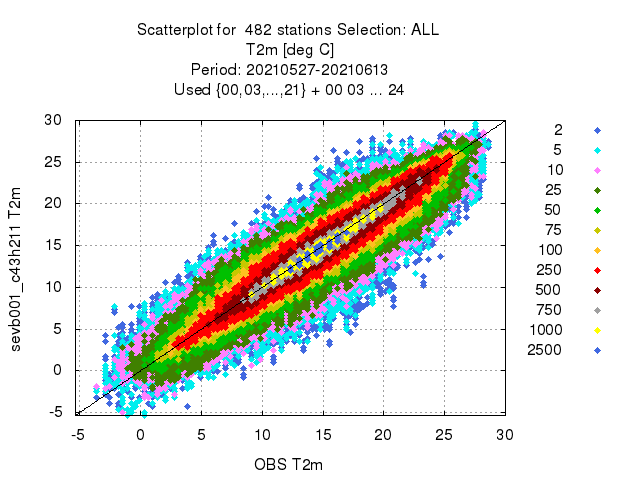 Scatterplot for  482 stations Selection: ALL
T2m [deg C]
Period: 20210527-20210613
Used {00,03,...,21} + 00 03 ... 24
sevb001_c43h211 T2m
30
25
20
15
10
5
0
-5
-5 0 5 10 15 20 25 30
OBS T2m
2
5
10
25
50
75
100
250
500
750
1000
2500